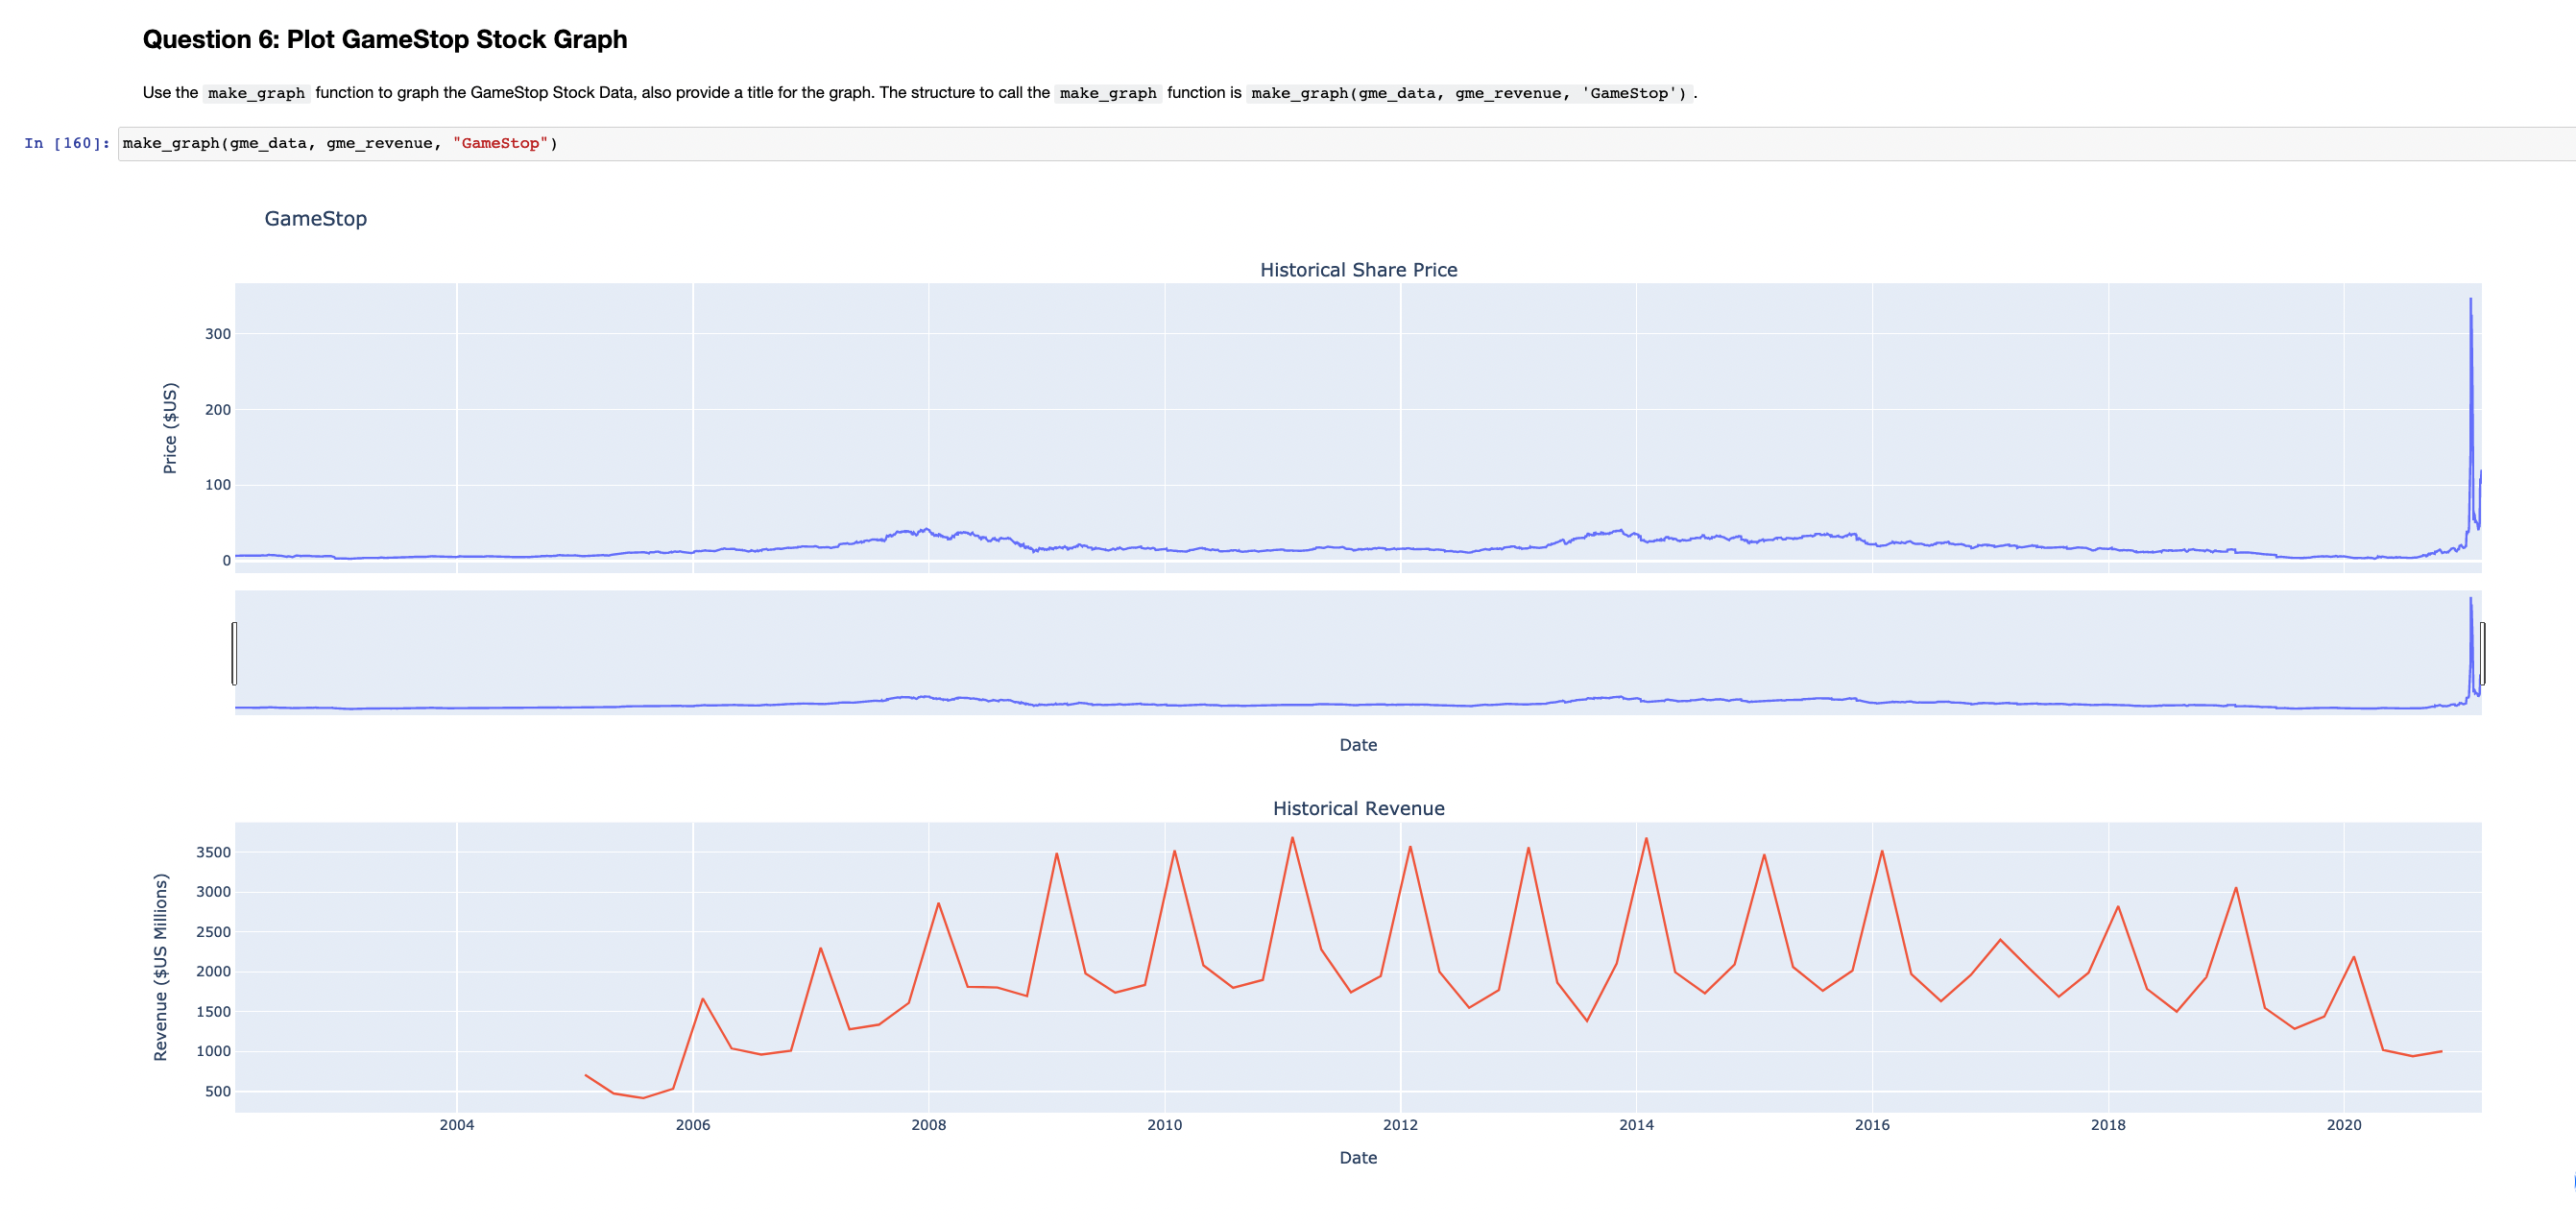 Question 6: Plot GameStop Stock Graph
Use the make_graph function to graph the GameStop Stock Data, also provide a title for the graph. The structure to call the make_graph function is make_graph(gme_data, gme_revenue, 'GameStop').
In [160]: make_graph(gme_data, gme_revenue, "GameStop")
GameStop
Historical Share Price
300
200
100
0
Price ($US)
Date
Historical Revenue
3500
3000
2500
2000
1500
1000
500
Revenue ($US Millions)
2004 2006 2008 2010 2012 2014 2016 2018 2020
Date